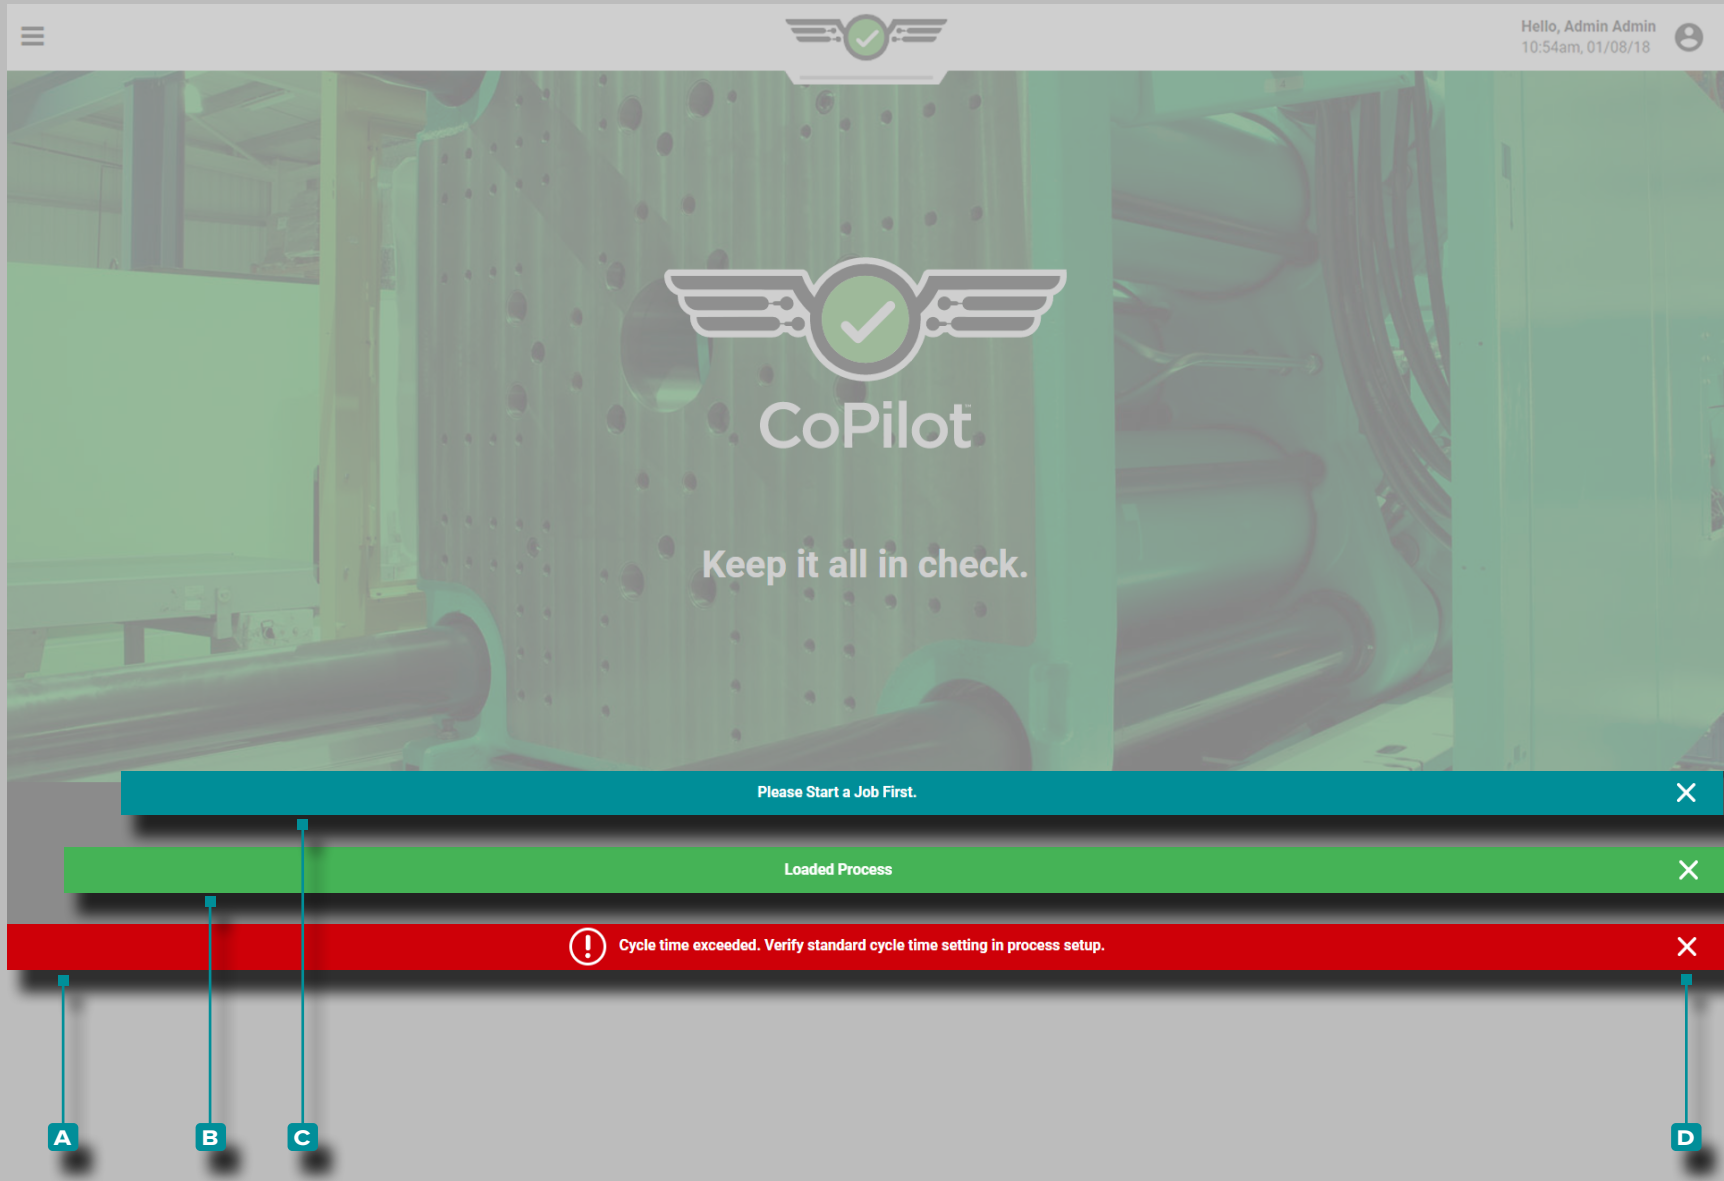 Hello, Admin Admin
10:54am, 01/08/18
CoPilot
Keep it all in check.
Please Start a Job First.
Loaded Process
Cycle time exceeded. Verify standard cycle time setting in process setup.
A B C D